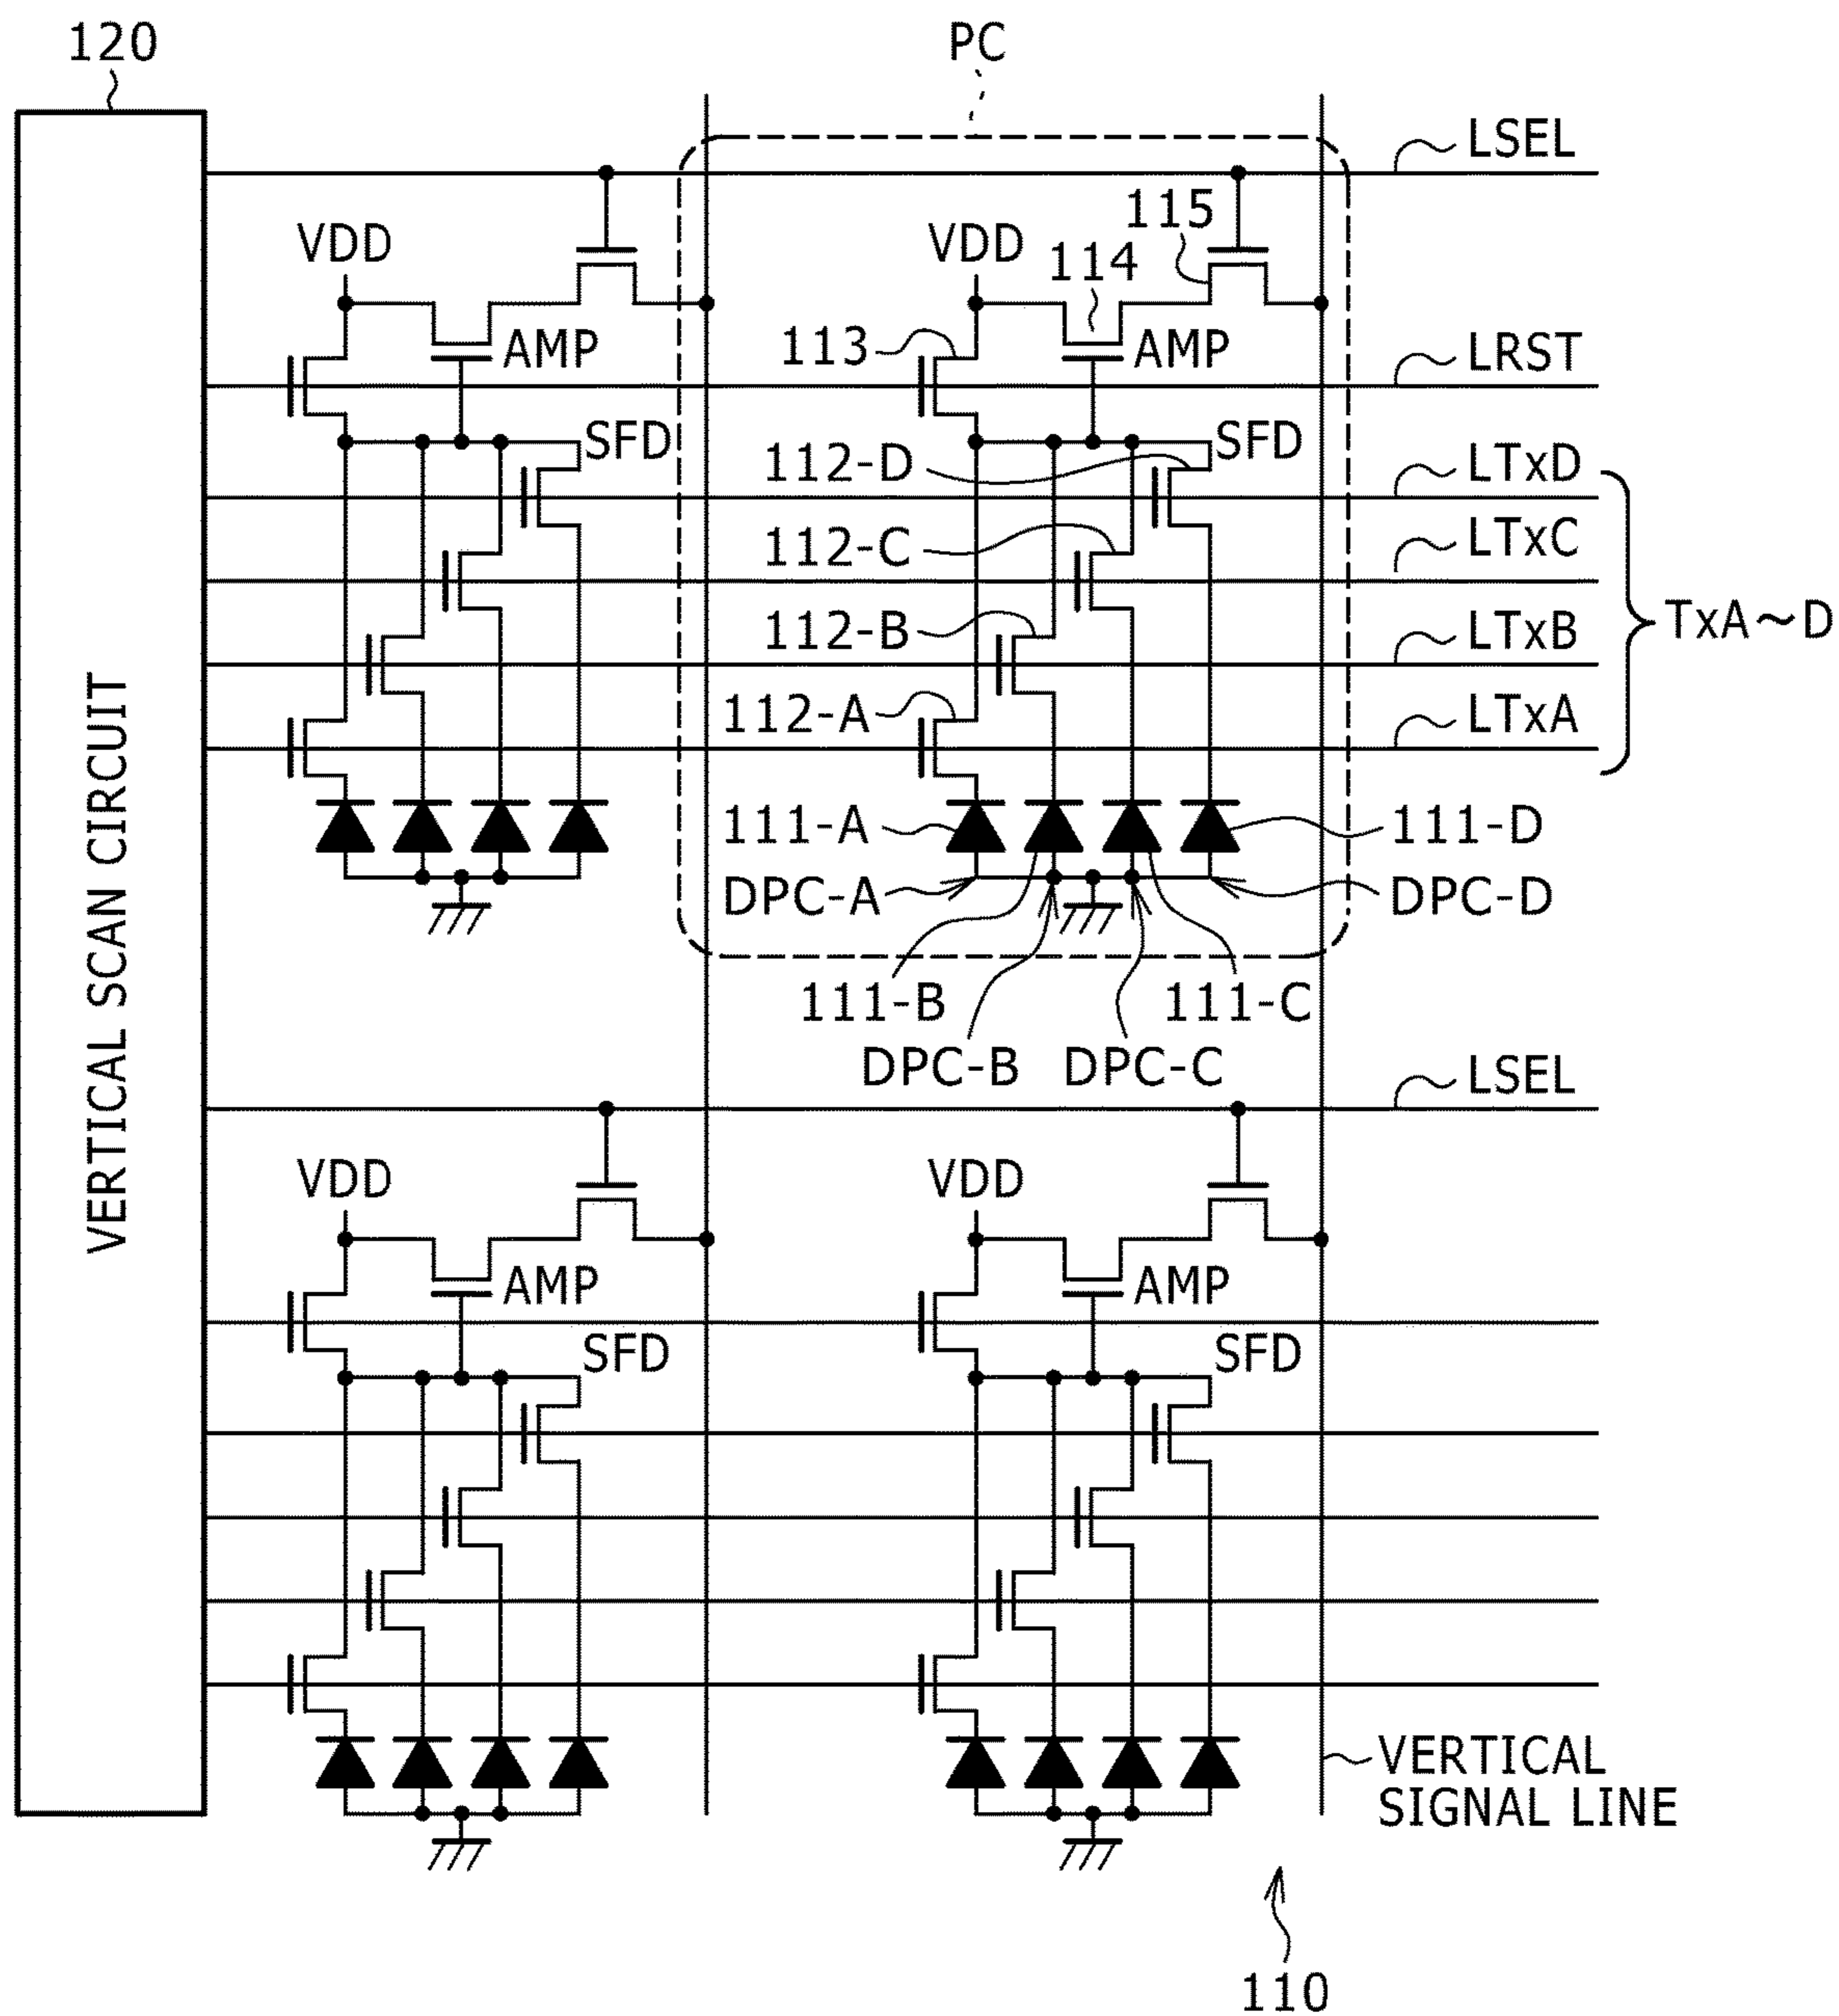 120
PC
LSEL
115
VDD
VDD
114
AMP
113
AMP
LRST
SFD
112-D
SFD
LTxD
112-C
LTxC
112-B
LTxB
TxA~D
112-A
LTxA
VERTICAL SCAN CIRCUIT
111-A
111-D
DPC-A
DPC-D
111-B
111-C
DPC-B
DPC-C
LSEL
VDD
VDD
AMP
AMP
SFD
SFD
VERTICAL
SIGNAL LINE
110